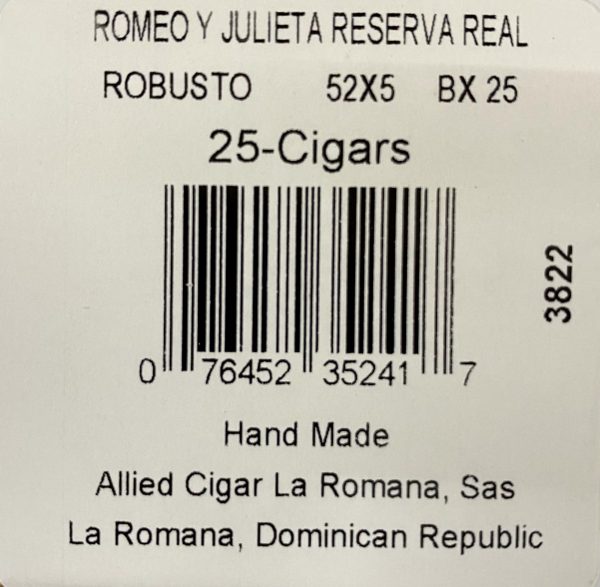 ROMEO Y JULIETA RESERVA REAL
ROBUSTO 52X5 BX 25
25-Cigars
0 76452 35241 7
3822
Hand Made
Allied Cigar La Romana, Sas
La Romana, Dominican Republic